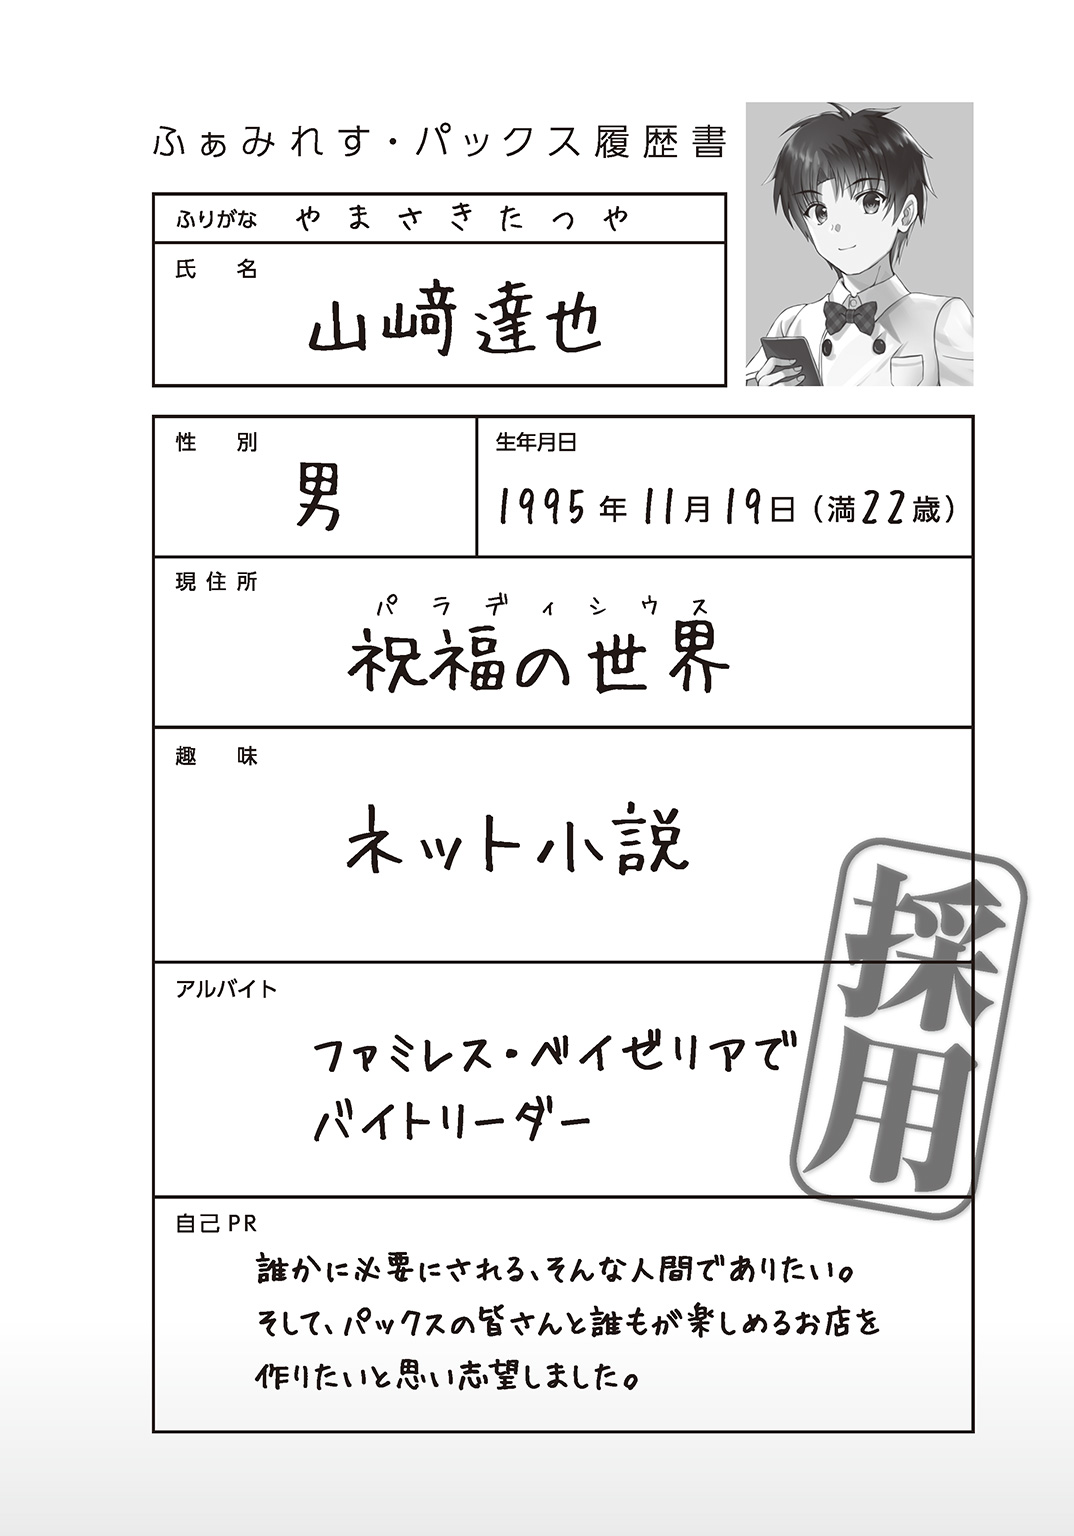 ふぁみれす・パックス履歴書
ふりがな やまさきたつや
氏名
山﨑達也
性別
男
生年月日
1995年11月19日（満22歳）
現住所
パラディシウス
祝福の世界
趣味
ネット小説
採用
アルバイト
ファミレス・ベイゼリアで
バイトリーダー
自己PR
誰かに必要にされる、そんな人間でありたい。
そして、パックスの皆さんと誰もが楽しめるお店を
作りたいと思い志望しました。